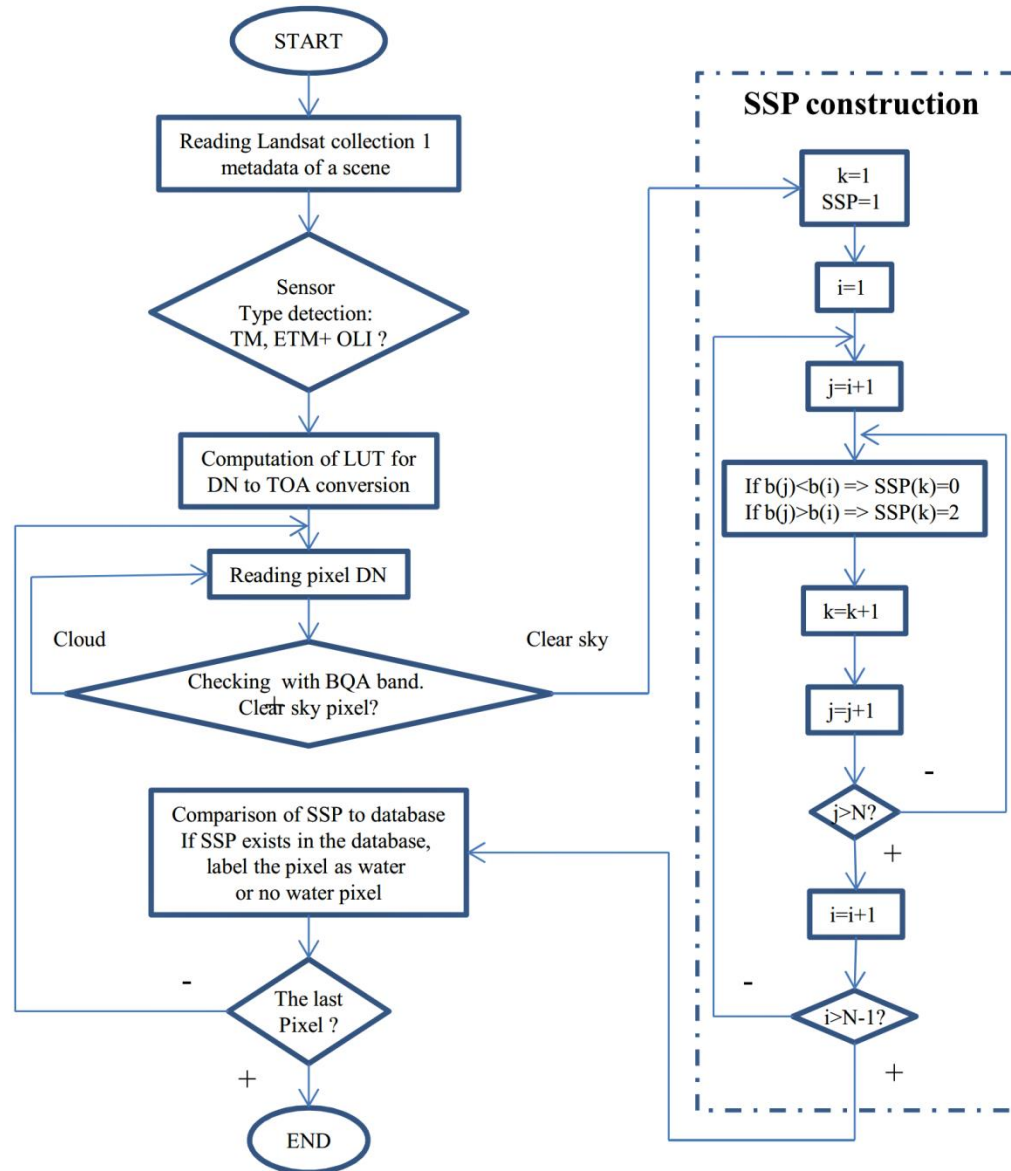 START
Reading Landsat collection 1
metadata of a scene
Sensor
Type detection:
TM, ETM+ OLI ?
Computation of LUT for
DN to TOA conversion
Reading pixel DN
Cloud
Clear sky
Checking with BQA band.
Clear sky pixel?
+
Comparison of SSP to database
If SSP exists in the database,
label the pixel as water
or no water pixel
-
The last
Pixel ?
+
END
SSP construction
k=1
SSP=1
i=1
j=i+1
If b(j)<b(i) => SSP(k)=0
If b(j)>b(i) => SSP(k)=2
k=k+1
j=j+1
-
j>N?
+
i=i+1
-
i>N-1?
+